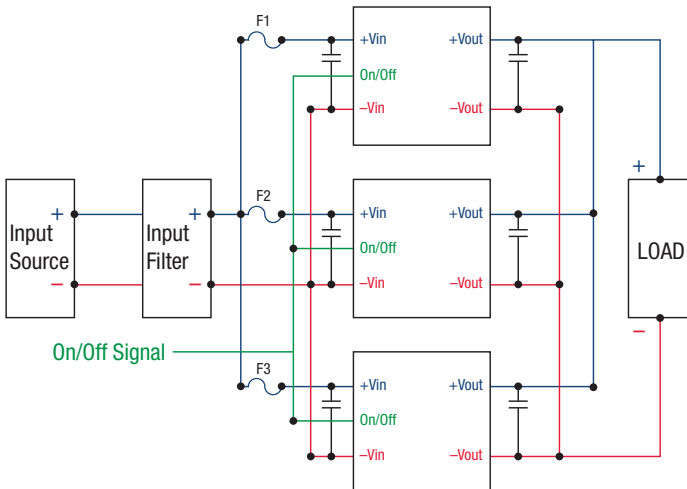 F1
+Vin
+Vout
On/Off
–Vin
–Vout
F2
+Vin
+Vout
On/Off
–Vin
–Vout
+
–
Input
Source
+
–
Input
Filter
+
LOAD
–
On/Off Signal
F3
+Vin
+Vout
On/Off
–Vin
–Vout